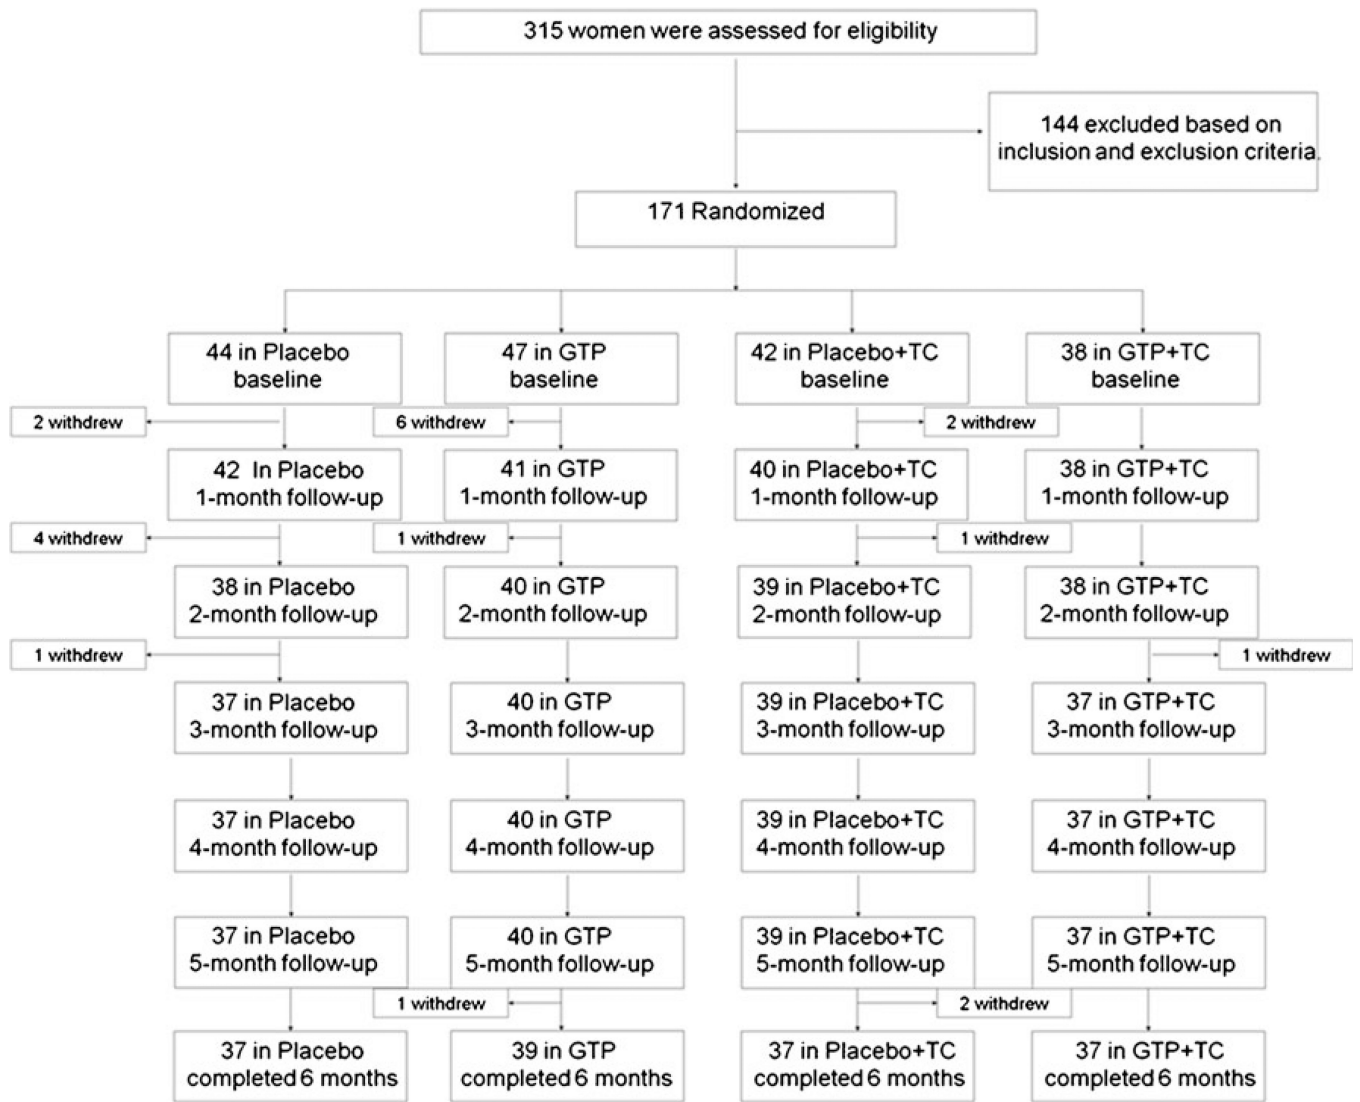 315 women were assessed for eligibility
144 excluded based on
inclusion and exclusion criteria.
171 Randomized
44 in Placebo
baseline
47 in GTP
baseline
42 in Placebo+TC
baseline
38 in GTP+TC
baseline
2 withdrew
6 withdrew
2 withdrew
42 In Placebo
1-month follow-up
41 in GTP
1-month follow-up
40 in Placebo+TC
1-month follow-up
38 in GTP+TC
1-month follow-up
4 withdrew
1 withdrew
1 withdrew
38 in Placebo
2-month follow-up
40 in GTP
2-month follow-up
39 in Placebo+TC
2-month follow-up
38 in GTP+TC
2-month follow-up
1 withdrew
1 withdrew
37 in Placebo
3-month follow-up
40 in GTP
3-month follow-up
39 in Placebo+TC
3-month follow-up
37 in GTP+TC
3-month follow-up
37 in Placebo
4-month follow-up
40 in GTP
4-month follow-up
39 in Placebo+TC
4-month follow-up
37 in GTP+TC
4-month follow-up
37 in Placebo
5-month follow-up
40 in GTP
5-month follow-up
39 in Placebo+TC
5-month follow-up
37 in GTP+TC
5-month follow-up
1 withdrew
2 withdrew
37 in Placebo
completed 6 months
39 in GTP
completed 6 months
37 in Placebo+TC
completed 6 months
37 in GTP+TC
completed 6 months